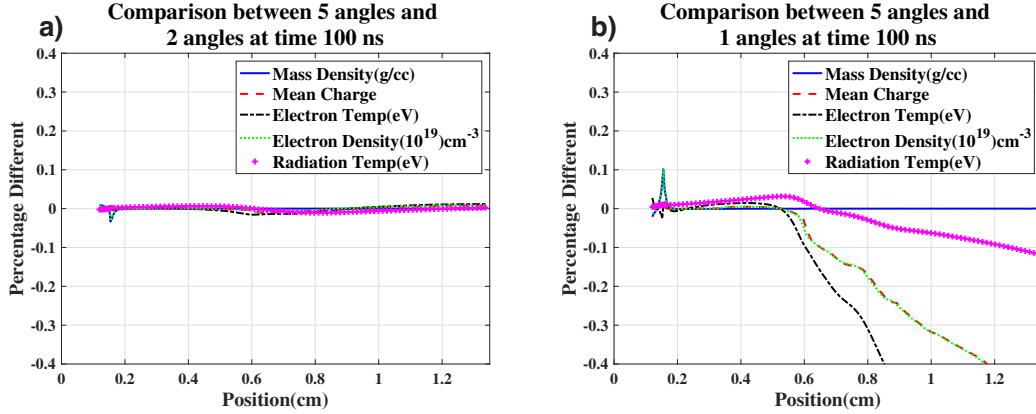 a)
Comparison between 5 angles and
2 angles at time 100 ns
Percentage Different
0.4
0.3
0.2
0.1
0
-0.1
-0.2
-0.3
-0.4
Mass Density(g/cc)
Mean Charge
Electron Temp(eV)
Electron Density(10^19)cm^-3
Radiation Temp(eV)
0 0.2 0.4 0.6 0.8 1 1.2
Position(cm)
b)
Comparison between 5 angles and
1 angles at time 100 ns
Percentage Different
0.4
0.3
0.2
0.1
0
-0.1
-0.2
-0.3
-0.4
Mass Density(g/cc)
Mean Charge
Electron Temp(eV)
Electron Density(10^19)cm^-3
Radiation Temp(eV)
0 0.2 0.4 0.6 0.8 1 1.2
Position(cm)